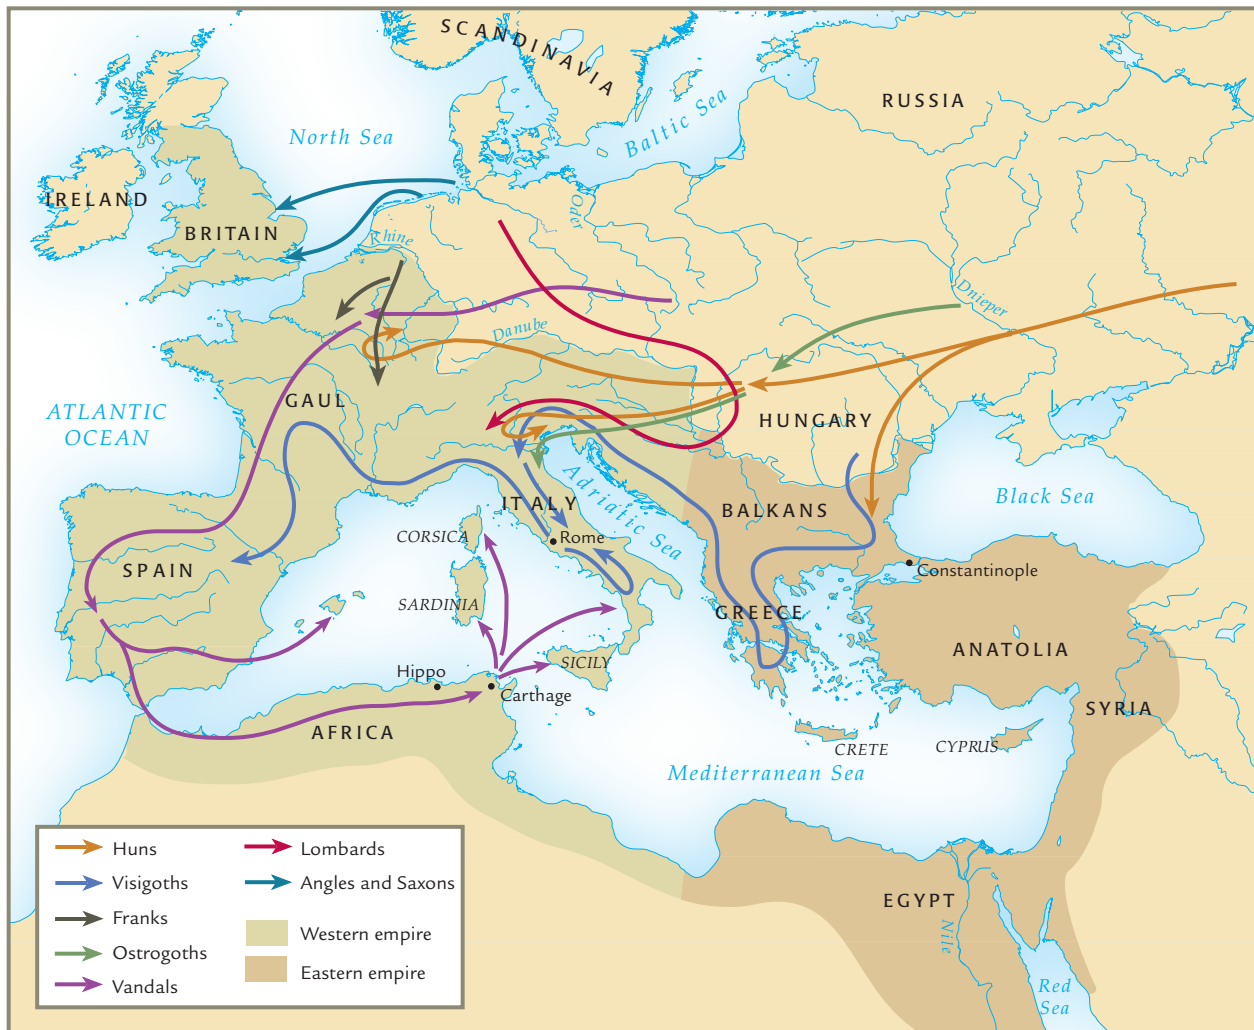 SCANDINAVIA
RUSSIA
North Sea
Baltic Sea
IRELAND
BRITAIN
Oder
Rhine
Dnieper
Danube
ATLANTIC
OCEAN
GAUL
HUNGARY
Adriatic Sea
Black Sea
ITALY
BALKANS
CORSICA
Rome
SPAIN
Constantinople
SARDINIA
GREECE
ANATOLIA
SICILY
Hippo
Carthage
SYRIA
AFRICA
CRETE
CYPRUS
Mediterranean Sea
EGYPT
Nile
Red
Sea
Huns
Visigoths
Franks
Ostrogoths
Vandals
Lombards
Angles and Saxons
Western empire
Eastern empire